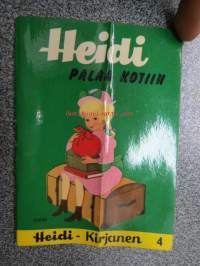 Heidi
PALAA KOTIIN
Heidi - Kirjanen 4